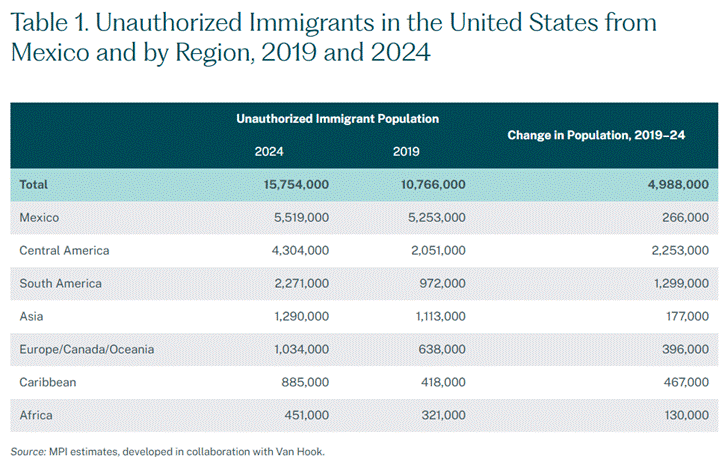 Table 1. Unauthorized Immigrants in the United States from
Mexico and by Region, 2019 and 2024
Unauthorized Immigrant Population
Change in Population, 2019–24
2024 2019
Total 15,754,000 10,766,000 4,988,000
Mexico 5,519,000 5,253,000 266,000
Central America 4,304,000 2,051,000 2,253,000
South America 2,271,000 972,000 1,299,000
Asia 1,290,000 1,113,000 177,000
Europe/Canada/Oceania 1,034,000 638,000 396,000
Caribbean 885,000 418,000 467,000
Africa 451,000 321,000 130,000
Source: MPI estimates, developed in collaboration with Van Hook.